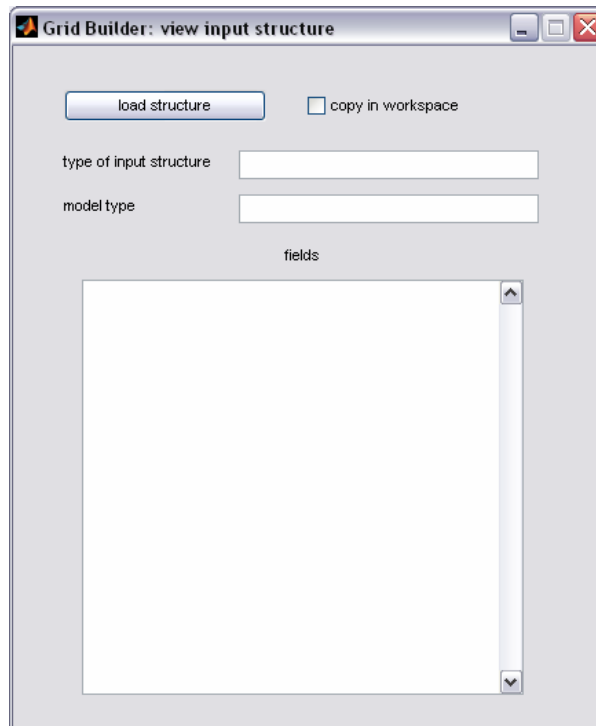 Grid Builder: view input structure
load structure
copy in workspace
type of input structure
model type
fields